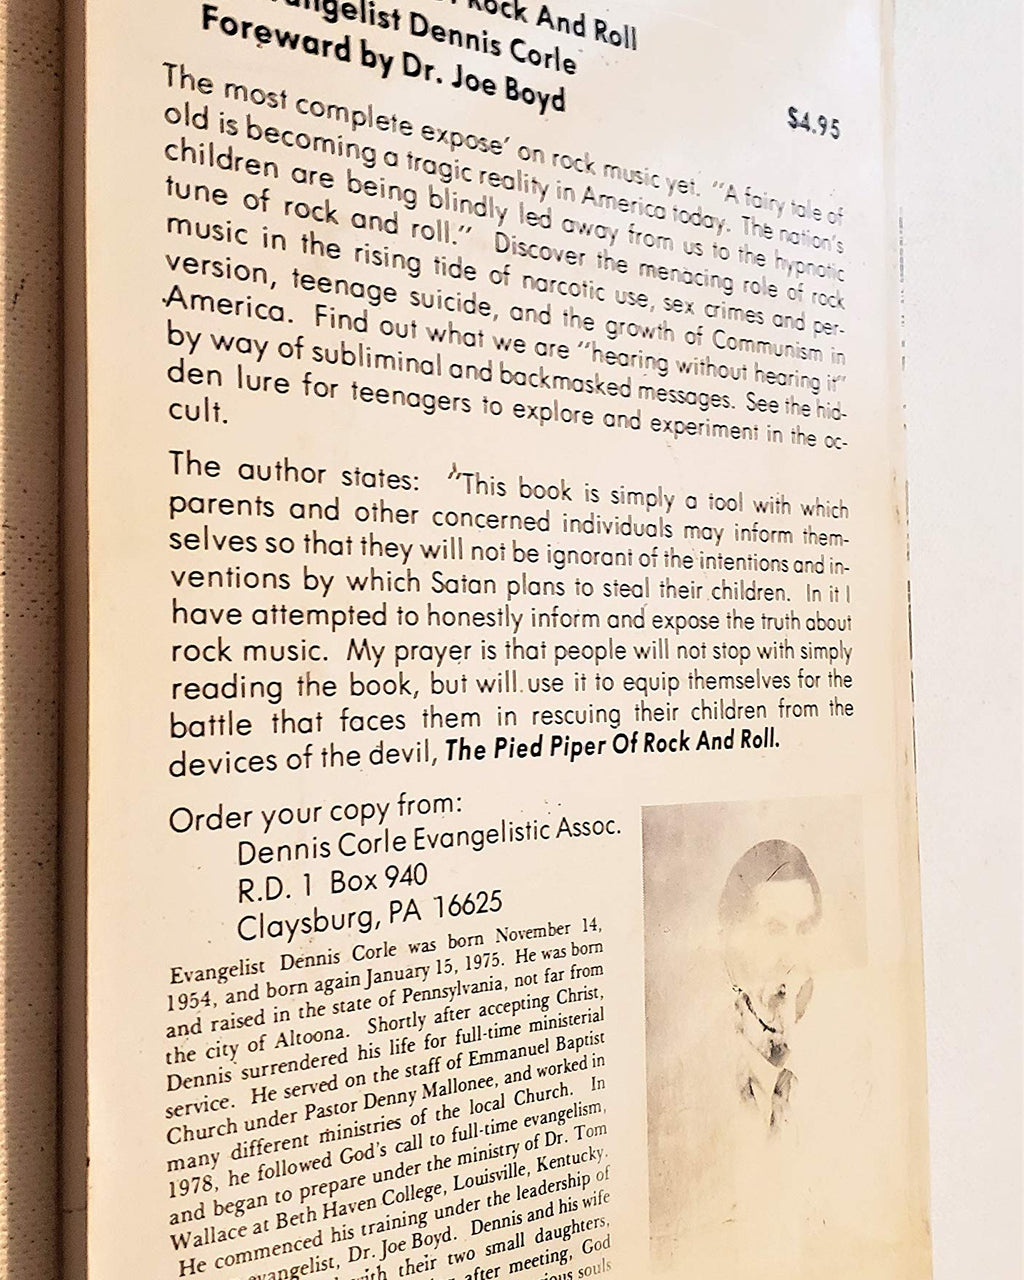 Rock And Roll
Evangelist Dennis Corle
Foreward by Dr. Joe Boyd
$4.95
The most complete expose' on rock music yet. "A fairy tale of
old is becoming a tragic reality in America today. The nation's
children are being blindly led away from us to the hypnotic
tune of rock and roll." Discover the menacing role of rock
music in the rising tide of narcotic use, sex crimes and per-
version, teenage suicide, and the growth of Communism in
America. Find out what we are "hearing without hearing it"
by way of subliminal and backmasked messages. See the hid-
den lure for teenagers to explore and experiment in the oc-
cult.
The author states: "This book is simply a tool with which
parents and other concerned individuals may inform them-
selves so that they will not be ignorant of the intentions and in-
ventions by which Satan plans to steal their children. In it I
have attempted to honestly inform and expose the truth about
rock music. My prayer is that people will not stop with simply
reading the book, but will use it to equip themselves for the
battle that faces them in rescuing their children from the
devices of the devil, The Pied Piper Of Rock And Roll.
Order your copy from:
Dennis Corle Evangelistic Assoc.
R.D. 1 Box 940
Claysburg, PA 16625
Evangelist Dennis Corle was born November 14,
1954, and born again January 15, 1975. He was born
and raised in the state of Pennsylvania, not far from
the city of Altoona. Shortly after accepting Christ,
Dennis surrendered his life for full-time ministerial
service. He served on the staff of Emmanuel Baptist
Church under Pastor Denny Mallonee, and worked in
many different ministries of the local Church. In
1978, he followed God's call to full-time evangelism,
and began to prepare under the ministry of Dr. Tom
Wallace at Beth Haven College, Louisville, Kentucky.
He commenced his training under the leadership of
evangelist, Dr. Joe Boyd. Dennis and his wife
with their two small daughters,
after meeting, God
souls